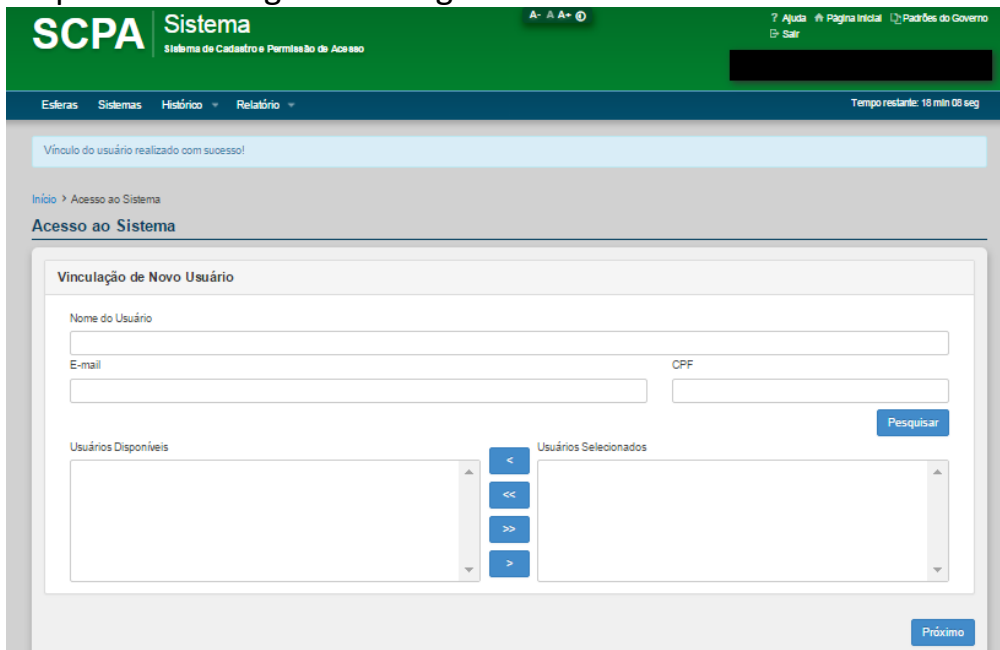 SCPA Sistema
Sistema de Cadastro e Permissão de Acesso
A- A A+
? Ajuda Página Inicial Padrões do Governo
Sair
Esferas Sistemas Histórico Relatório Tempo restante: 18 min 08 seg
Vínculo do usuário realizado com sucesso!
Início > Acesso ao Sistema
Acesso ao Sistema
Vinculação de Novo Usuário
Nome do Usuário
E-mail CPF
Pesquisar
Usuários Disponíveis Usuários Selecionados
<
<<
>>
>
Próximo